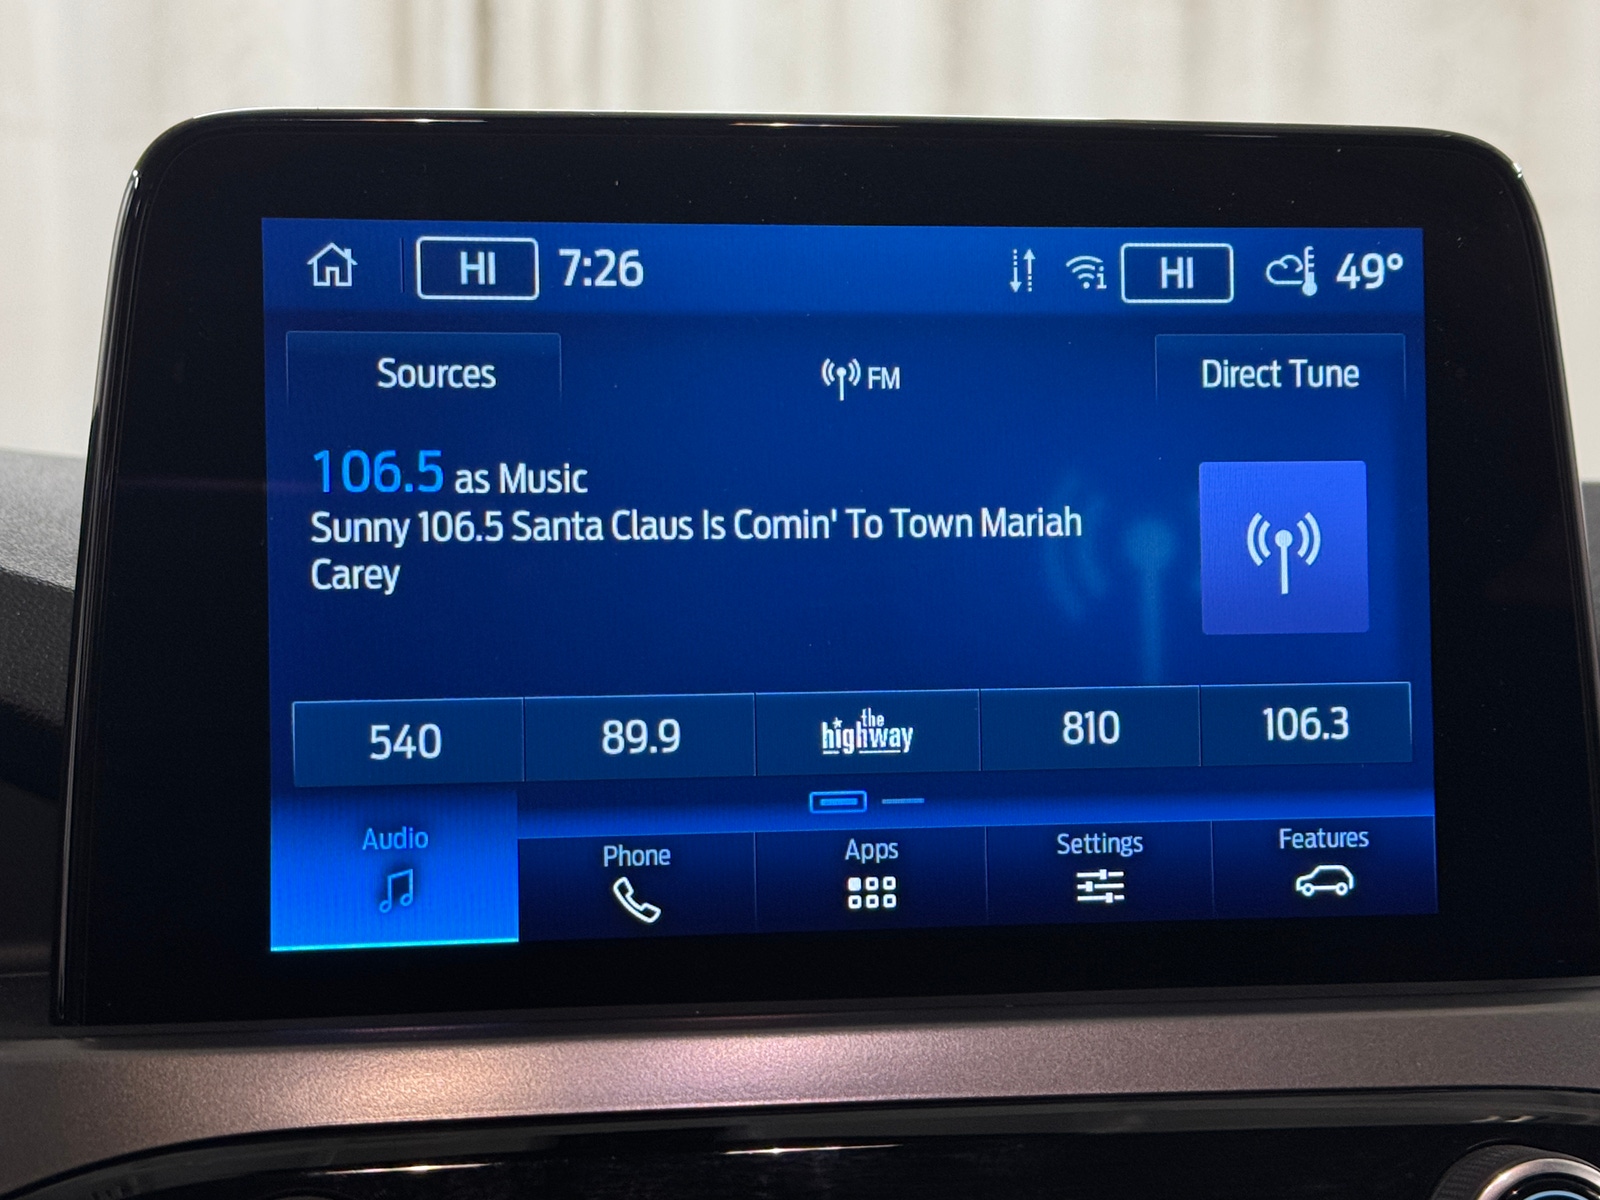 HI 7:26 HI 49°
Sources FM Direct Tune
106.5 as Music
Sunny 106.5 Santa Claus Is Comin' To Town Mariah
Carey
540 89.9 the highway 810 106.3
Audio Phone Apps Settings Features